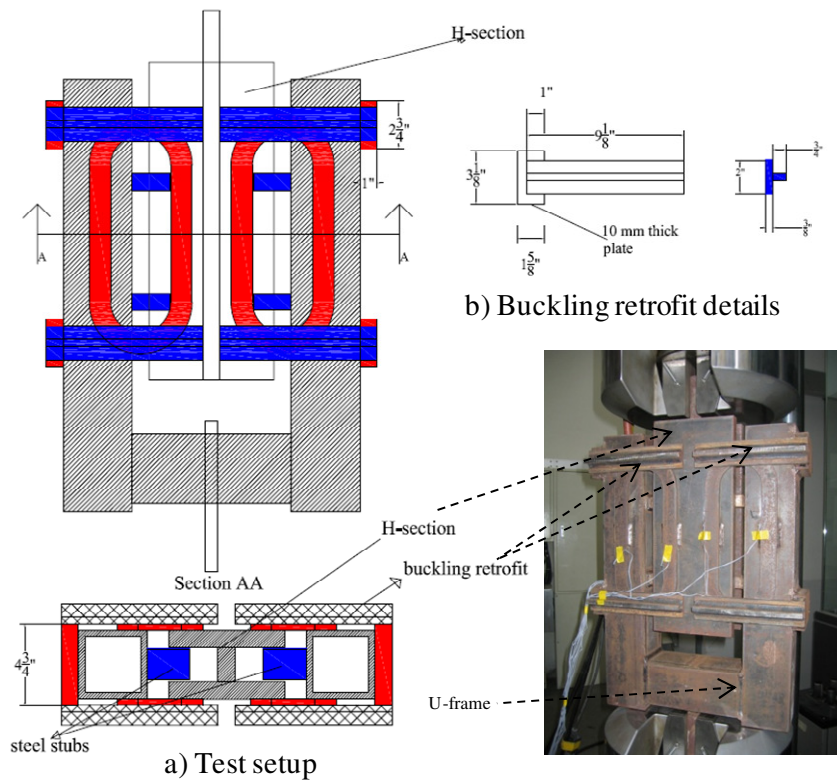 H-section
2 3/4"
1"
A
A
1"
9 1/8"
3 1/8"
2"
3/4"
3/8"
10 mm thick
plate
1 5/8"
b) Buckling retrofit details
H-section
Section AA
buckling retrofit
4 3/4"
U-frame
steel stubs
a) Test setup